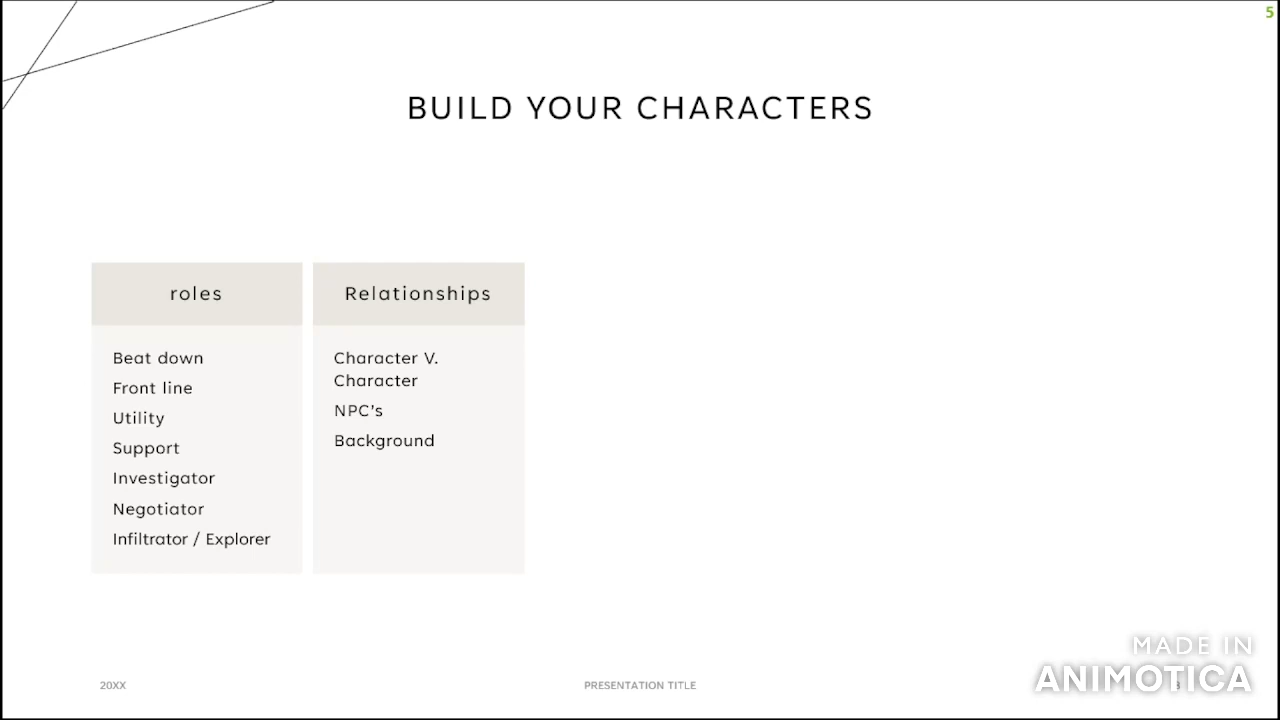 5
BUILD YOUR CHARACTERS
roles
Beat down
Front line
Utility
Support
Investigator
Negotiator
Infiltrator / Explorer
Relationships
Character V.
Character
NPC's
Background
20XX
PRESENTATION TITLE
MADE IN
ANIMOTICA